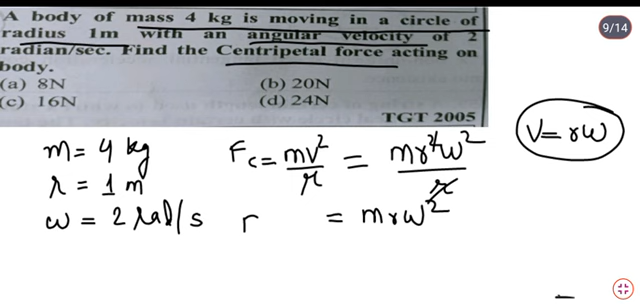 A body of mass 4 kg is moving in a circle of
radius 1m with an angular velocity of 2
radian/sec. Find the Centripetal force acting on
body.
(a) 8N (b) 20N
(c) 16N (d) 24N
TGT 2005
9/14
V = rω
m = 4 kg
r = 1 m
ω = 2 rad/s
F_c = mv²/r = mr²ω²/r
r = mrω²